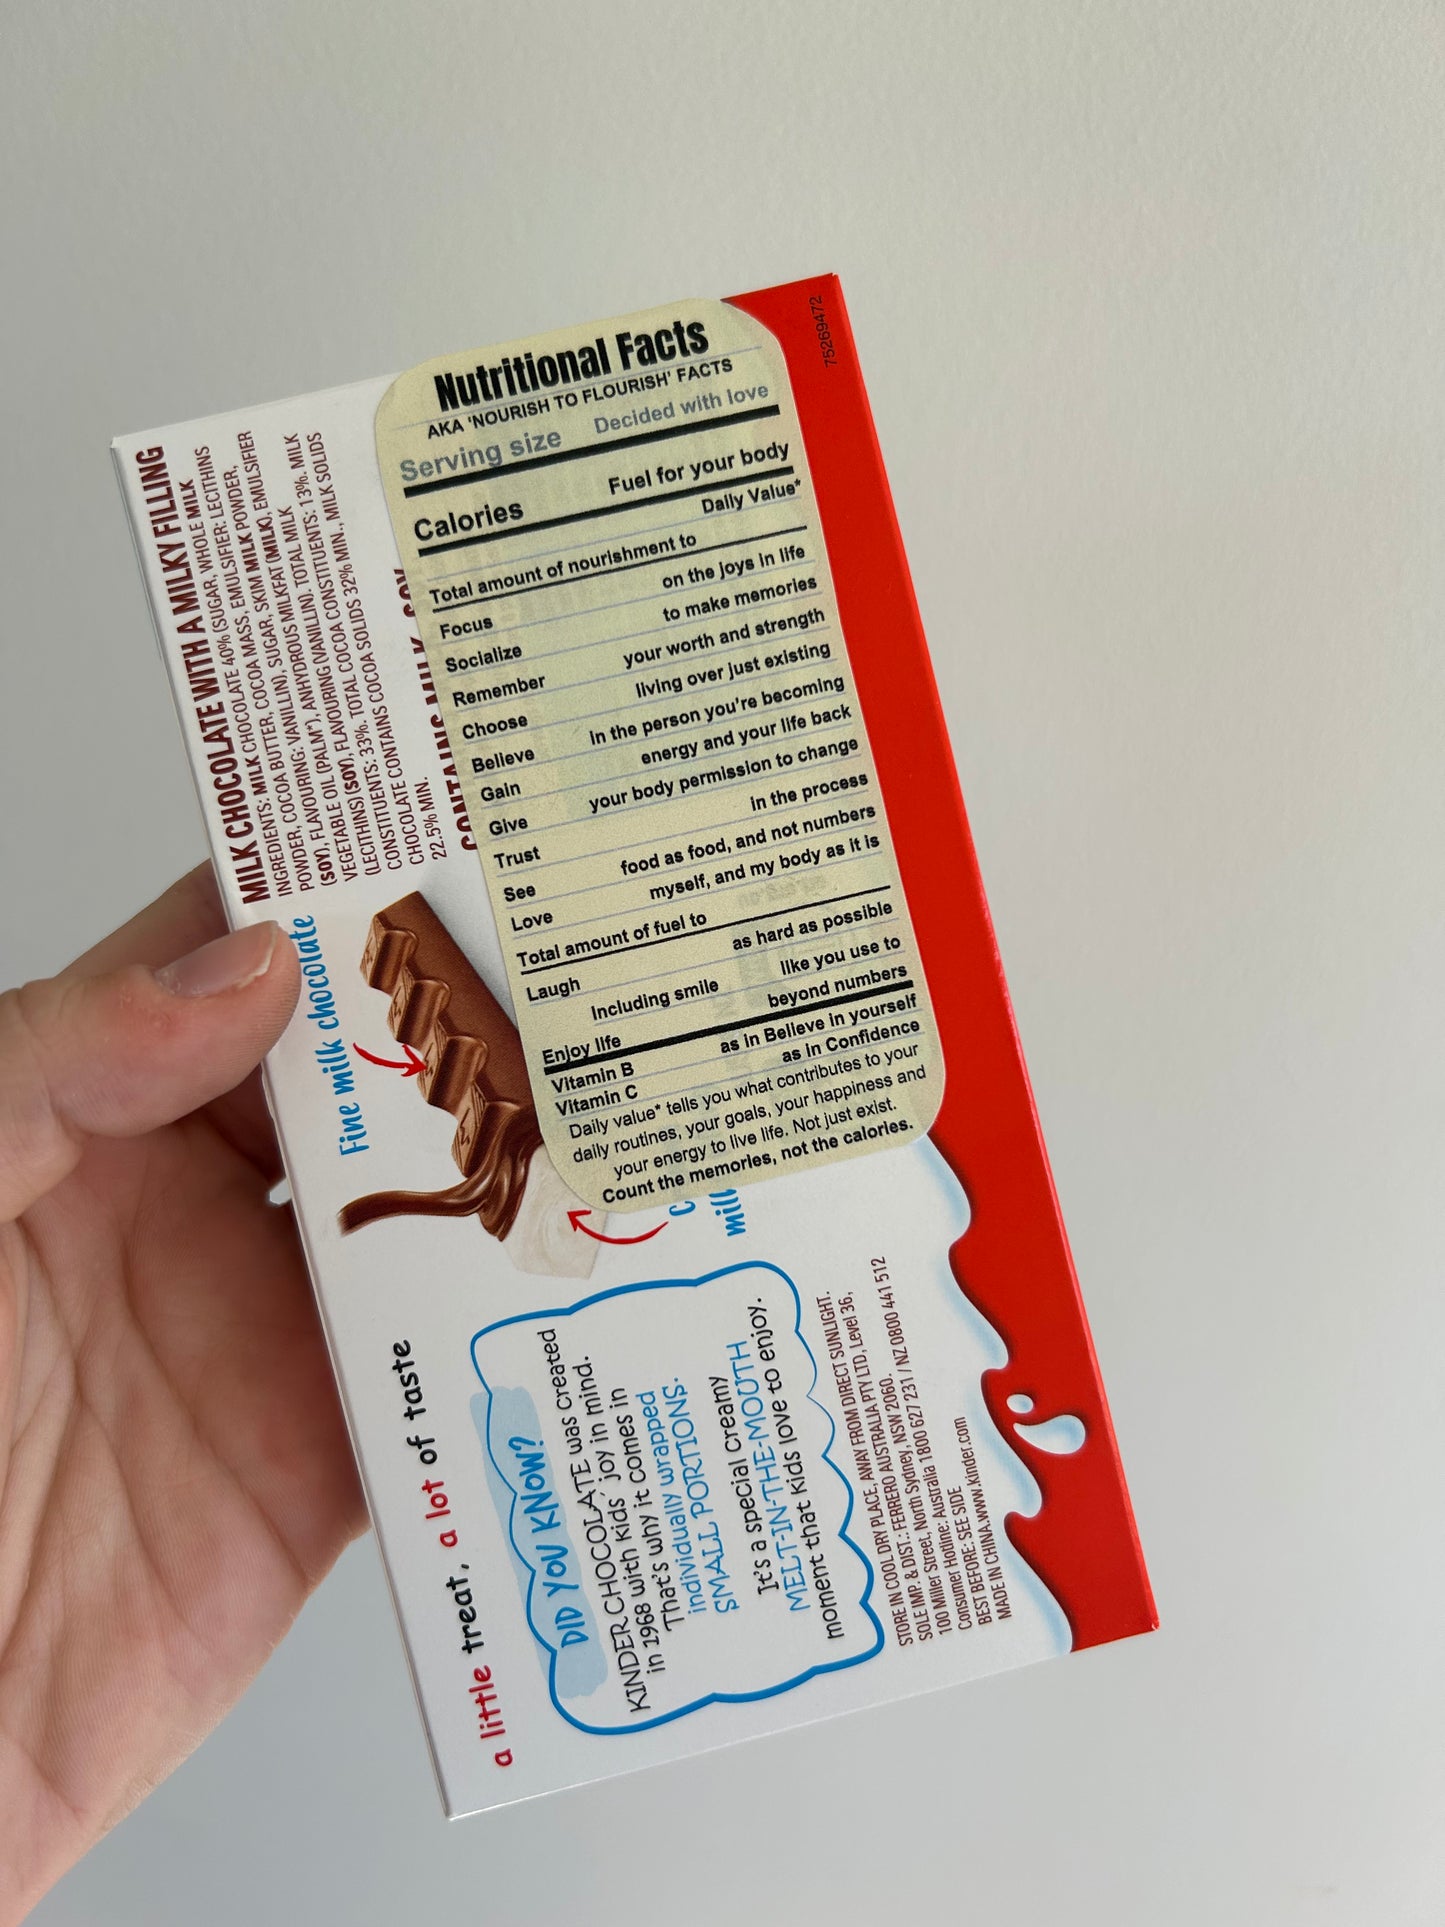 MILK CHOCOLATE WITH A MILKY FILLING
INGREDIENTS: MILK CHOCOLATE 40% (SUGAR, WHOLE MILK
POWDER, COCOA BUTTER, COCOA MASS, EMULSIFIER: LECITHINS
(SOY), FLAVOURING: VANILLIN), SUGAR, SKIM MILK POWDER,
VEGETABLE OIL (PALM*), ANHYDROUS MILKFAT (MILK), EMULSIFIER
(LECITHINS) (SOY), FLAVOURING (VANILLIN). TOTAL MILK
CONSTITUENTS: 33%. TOTAL COCOA CONSTITUENTS: 13%. MILK
CHOCOLATE CONTAINS COCOA SOLIDS 32% MIN., MILK SOLIDS
22.5% MIN.
CONTAINS MILK, SOY
Fine milk chocolate
Nutritional Facts
AKA 'NOURISH TO FLOURISH' FACTS
Serving size Decided with love
Calories Fuel for your body
Daily Value*
Total amount of nourishment to
Focus on the joys in life
Socialize to make memories
Remember your worth and strength
Choose living over just existing
Believe in the person you're becoming
Gain energy and your life back
Give your body permission to change
Trust in the process
See food as food, and not numbers
Love myself, and my body as it is
Total amount of fuel to
Laugh as hard as possible
Including smile like you use to
Enjoy life beyond numbers
Vitamin B as in Believe in yourself
Vitamin C as in Confidence
Daily value* tells you what contributes to your
daily routines, your goals, your happiness and
your energy to live life. Not just exist.
Count the memories, not the calories.
75269472
a little treat, a lot of taste
DID YOU KNOW?
KINDER CHOCOLATE was created
in 1968 with kids' joy in mind.
That's why it comes in
individually wrapped
SMALL PORTIONS.
It's a special creamy
MELT-IN-THE-MOUTH
moment that kids love to enjoy.
STORE IN COOL DRY PLACE, AWAY FROM DIRECT SUNLIGHT.
SOLE IMP. & DIST.: FERRERO AUSTRALIA PTY LTD, Level 36,
100 Miller Street, North Sydney, NSW 2060.
Consumer Hotline: Australia 1800 627 231 / NZ 0800 441 512
BEST BEFORE: SEE SIDE
MADE IN CHINA. www.kinder.com